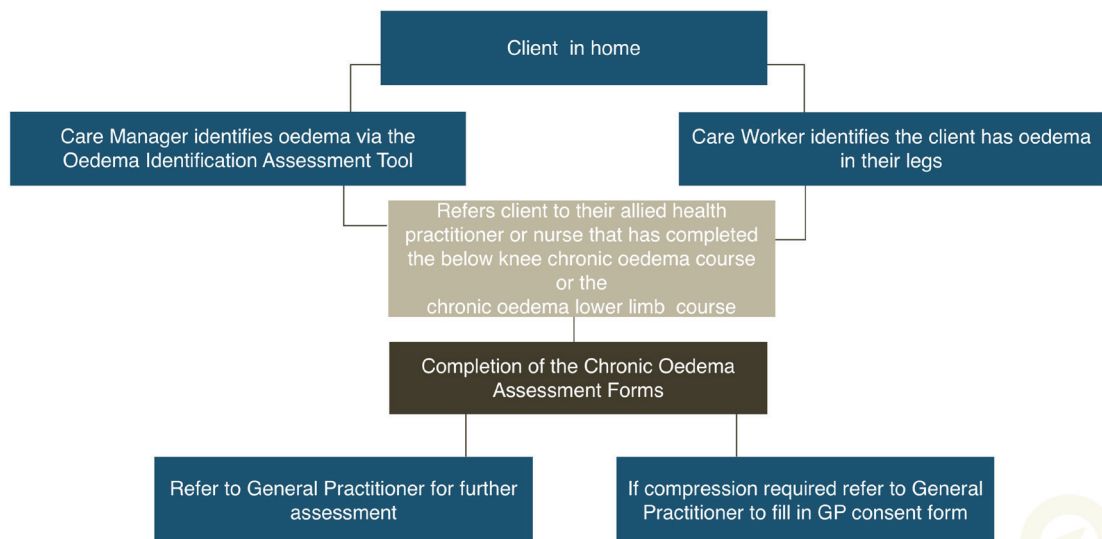 Client in home
Care Manager identifies oedema via the
Oedema Identification Assessment Tool
Care Worker identifies the client has oedema
in their legs
Refers client to their allied health
practitioner or nurse that has completed
the below knee chronic oedema course
or the
chronic oedema lower limb course
Completion of the Chronic Oedema
Assessment Forms
Refer to General Practitioner for further
assessment
If compression required refer to General
Practitioner to fill in GP consent form